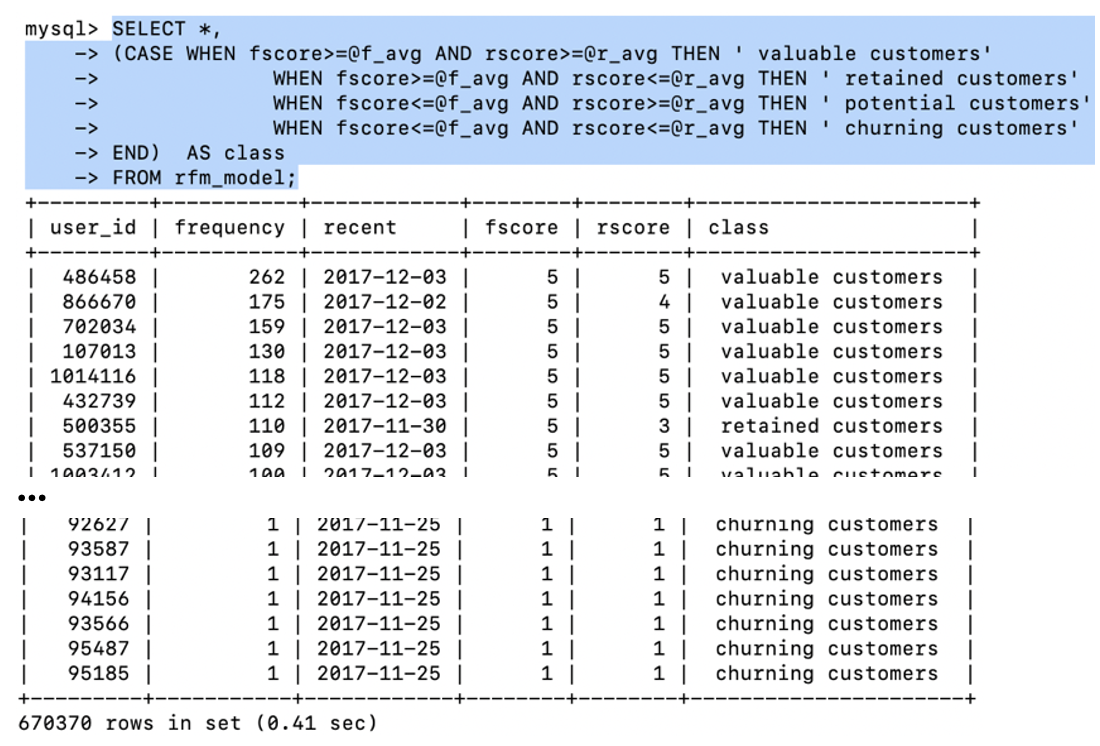 mysql> SELECT *,
    -> (CASE WHEN fscore>=@f_avg AND rscore>=@r_avg THEN ' valuable customers'
    ->              WHEN fscore>=@f_avg AND rscore<=@r_avg THEN ' retained customers'
    ->              WHEN fscore<=@f_avg AND rscore>=@r_avg THEN ' potential customers'
    ->              WHEN fscore<=@f_avg AND rscore<=@r_avg THEN ' churning customers'
    -> END)  AS class
    -> FROM rfm_model;
+---------+-----------+------------+--------+--------+----------------------+
| user_id | frequency | recent     | fscore | rscore | class                |
+---------+-----------+------------+--------+--------+----------------------+
|  486458 |       262 | 2017-12-03 |      5 |      5 |  valuable customers  |
|  866670 |       175 | 2017-12-02 |      5 |      4 |  valuable customers  |
|  702034 |       159 | 2017-12-03 |      5 |      5 |  valuable customers  |
|  107013 |       130 | 2017-12-03 |      5 |      5 |  valuable customers  |
| 1014116 |       118 | 2017-12-03 |      5 |      5 |  valuable customers  |
|  432739 |       112 | 2017-12-03 |      5 |      5 |  valuable customers  |
|  500355 |       110 | 2017-11-30 |      5 |      3 |  retained customers  |
|  537150 |       109 | 2017-12-03 |      5 |      5 |  valuable customers  |
| 1003412 |       100 | 2017-12-03 |      5 |      5 |  valuable customers  |
•••
|   92627 |         1 | 2017-11-25 |      1 |      1 |  churning customers  |
|   93587 |         1 | 2017-11-25 |      1 |      1 |  churning customers  |
|   93117 |         1 | 2017-11-25 |      1 |      1 |  churning customers  |
|   94156 |         1 | 2017-11-25 |      1 |      1 |  churning customers  |
|   93566 |         1 | 2017-11-25 |      1 |      1 |  churning customers  |
|   95487 |         1 | 2017-11-25 |      1 |      1 |  churning customers  |
|   95185 |         1 | 2017-11-25 |      1 |      1 |  churning customers  |
+---------+-----------+------------+--------+--------+----------------------+
670370 rows in set (0.41 sec)